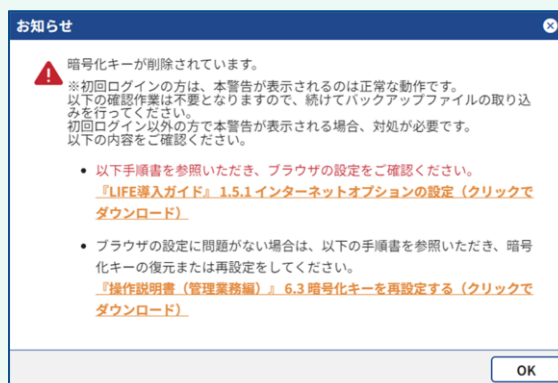 お知らせ
暗号化キーが削除されています。
※初回ログインの方は、本警告が表示されるのは正常な動作です。
以下の確認作業は不要となりますので、続けてバックアップファイルの取り込
みを行ってください。
初回ログイン以外の方で本警告が表示される場合、対処が必要です。
以下の内容をご確認ください。
• 以下手順書を参照いただき、ブラウザの設定をご確認ください。
『LIFE導入ガイド』 1.5.1 インターネットオプションの設定（クリックで
ダウンロード）
• ブラウザの設定に問題がない場合は、以下の手順書を参照いただき、暗号
化キーの復元または再設定をしてください。
『操作説明書（管理業務編）』 6.3 暗号化キーを再設定する（クリックで
ダウンロード）
OK